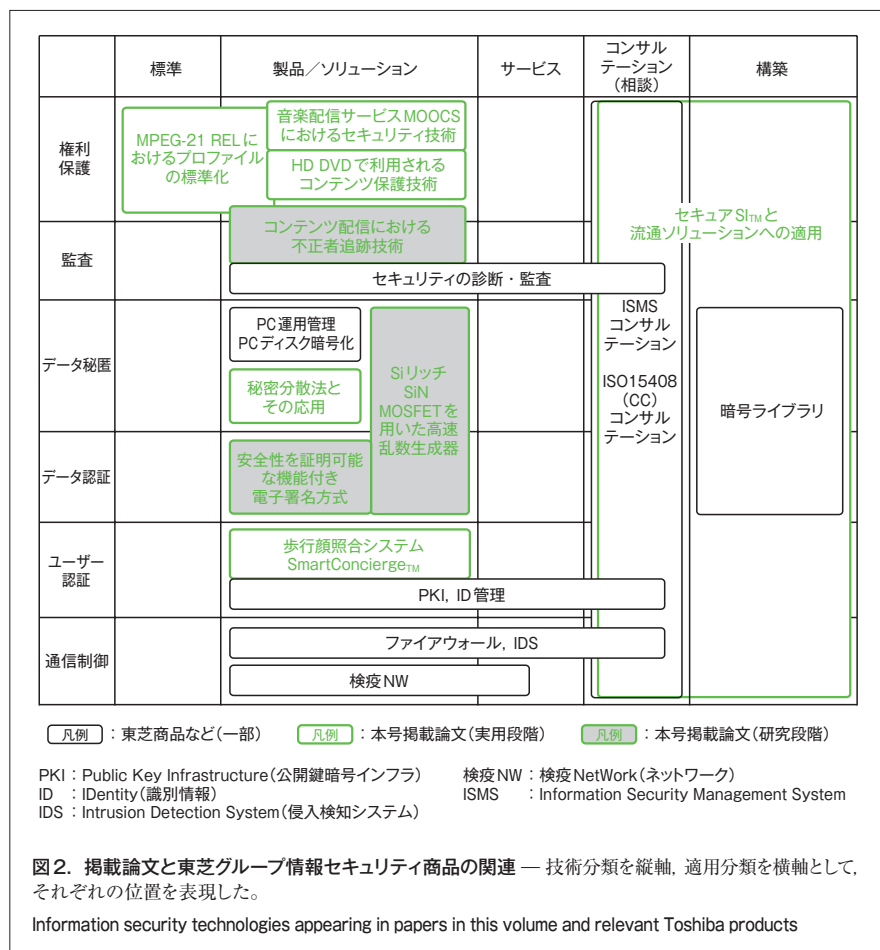 標準
製品／ソリューション
サービス
コンサル
テーション
（相談）
構築
権利
保護
MPEG-21 RELに
おけるプロファイル
の標準化
音楽配信サービスMOOCS
におけるセキュリティ技術
HD DVDで利用される
コンテンツ保護技術
セキュアSI™と
流通ソリューションへの適用
監査
コンテンツ配信における
不正者追跡技術
セキュリティの診断・監査
ISMS
コンサル
テーション
ISO15408
（CC）
コンサル
テーション
データ秘匿
PC運用管理
PCディスク暗号化
秘密分散法と
その応用
Siリッチ
SiN
MOSFETを
用いた高速
乱数生成器
暗号ライブラリ
データ認証
安全性を証明可能
な機能付き
電子署名方式
ユーザー
認証
歩行顔照合システム
SmartConcierge™
PKI, ID管理
通信制御
ファイアウォール, IDS
検疫NW
凡例：東芝商品など（一部） 凡例：本号掲載論文（実用段階） 凡例：本号掲載論文（研究段階）
PKI：Public Key Infrastructure（公開鍵暗号インフラ）
ID：IDentity（識別情報）
IDS：Intrusion Detection System（侵入検知システム）
検疫NW：検疫NetWork（ネットワーク）
ISMS：Information Security Management System
図2. 掲載論文と東芝グループ情報セキュリティ商品の関連 — 技術分類を縦軸, 適用分類を横軸として,
それぞれの位置を表現した。
Information security technologies appearing in papers in this volume and relevant Toshiba products